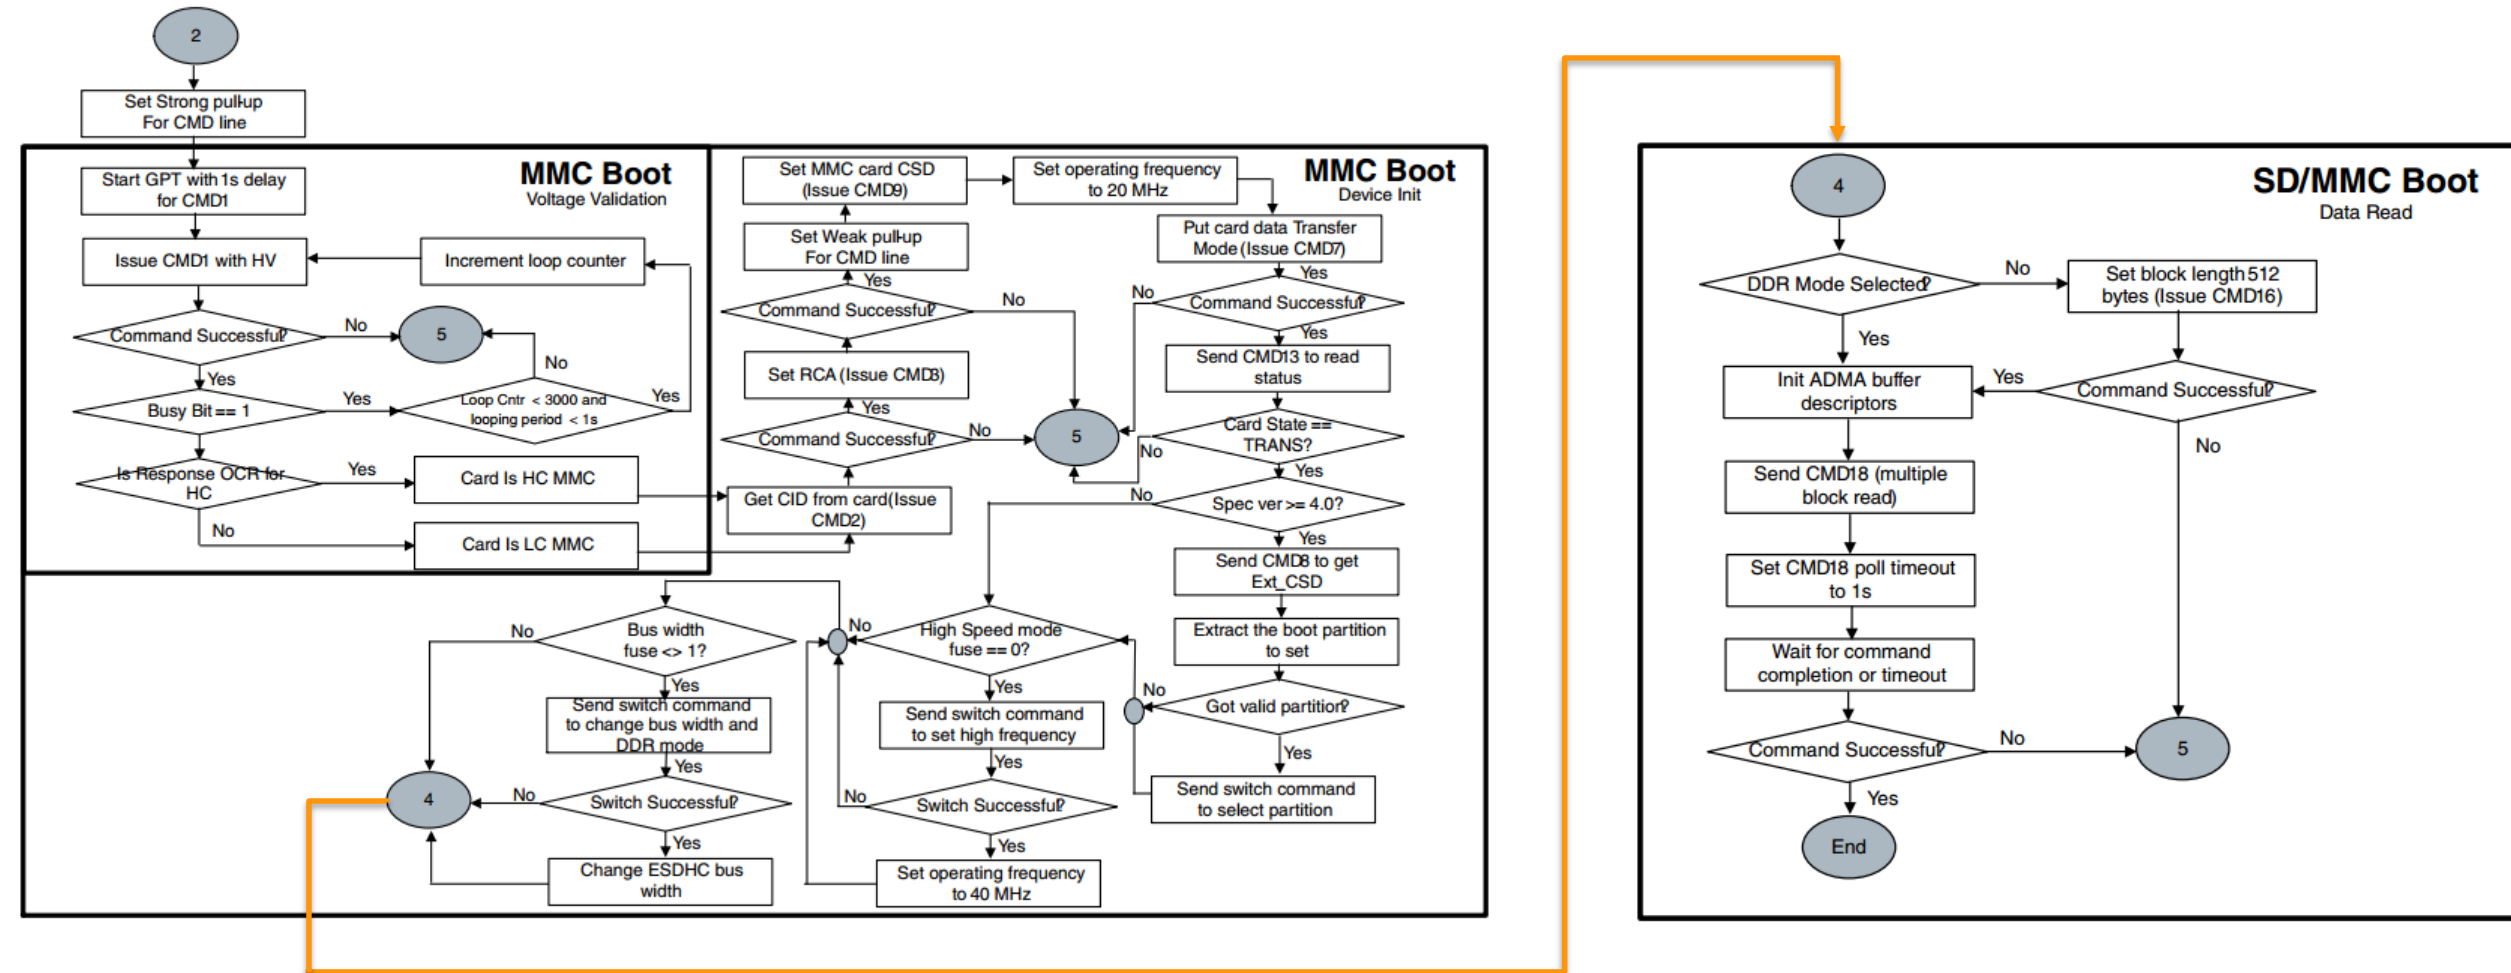 2
Set Strong pull-up
For CMD line
MMC Boot
Voltage Validation
Start GPT with 1s delay
for CMD1
Issue CMD1 with HV
Increment loop counter
Command Successful?
No
5
Yes
No
Busy Bit == 1
Yes
Loop Cntr < 3000 and
looping period < 1s
Yes
Is Response OCR for
HC
Yes
Card Is HC MMC
No
Card Is LC MMC
MMC Boot
Device Init
Set MMC card CSD
(Issue CMD9)
Set operating frequency
to 20 MHz
Set Weak pull-up
For CMD line
Yes
Command Successful?
No
Set RCA (Issue CMD3)
Yes
Command Successful?
No
5
Get CID from card(Issue
CMD2)
Put card data Transfer
Mode (Issue CMD7)
Yes
No
Command Successful?
Yes
Send CMD13 to read
status
Card State ==
TRANS?
No
Yes
No
Spec ver >= 4.0?
Yes
Send CMD8 to get
Ext_CSD
Extract the boot partition
to set
No
Got valid partition?
Yes
Send switch command
to select partition
No
High Speed mode
fuse == 0?
Yes
Send switch command
to set high frequency
Yes
No
Switch Successful?
Yes
Set operating frequency
to 40 MHz
No
Bus width
fuse <> 1?
Yes
Send switch command
to change bus width and
DDR mode
Yes
4
No
Switch Successful?
Yes
Change ESDHC bus
width
SD/MMC Boot
Data Read
4
DDR Mode Selected?
No
Set block length 512
bytes (Issue CMD16)
Yes
Init ADMA buffer
descriptors
Yes
Command Successful?
No
Send CMD18 (multiple
block read)
Set CMD18 poll timeout
to 1s
Wait for command
completion or timeout
Command Successful?
No
5
Yes
End